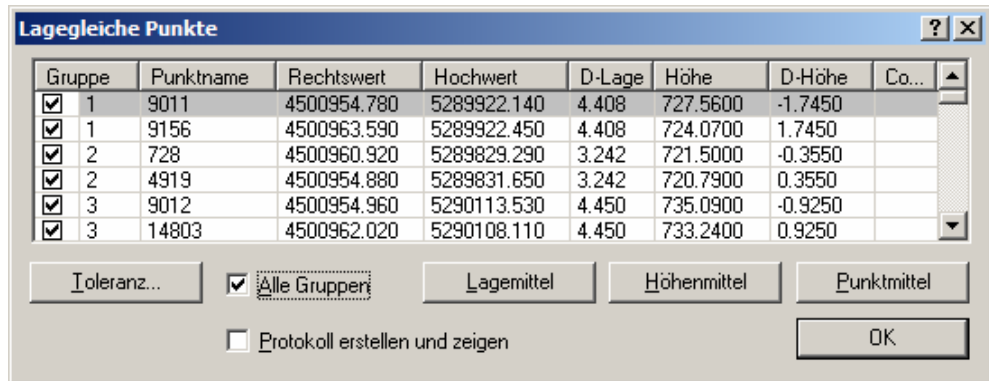 Lagegleiche Punkte
Gruppe Punktname Rechtswert Hochwert D-Lage Höhe D-Höhe Co...
1 9011 4500954.780 5289922.140 4.408 727.5600 -1.7450
1 9156 4500963.590 5289922.450 4.408 724.0700 1.7450
2 728 4500960.920 5289829.290 3.242 721.5000 -0.3550
2 4919 4500954.880 5289831.650 3.242 720.7900 0.3550
3 9012 4500954.960 5290113.530 4.450 735.0900 -0.9250
3 14803 4500962.020 5290108.110 4.450 733.2400 0.9250
Toleranz... Alle Gruppen Lagemittel Höhenmittel Punktmittel
Protokoll erstellen und zeigen OK